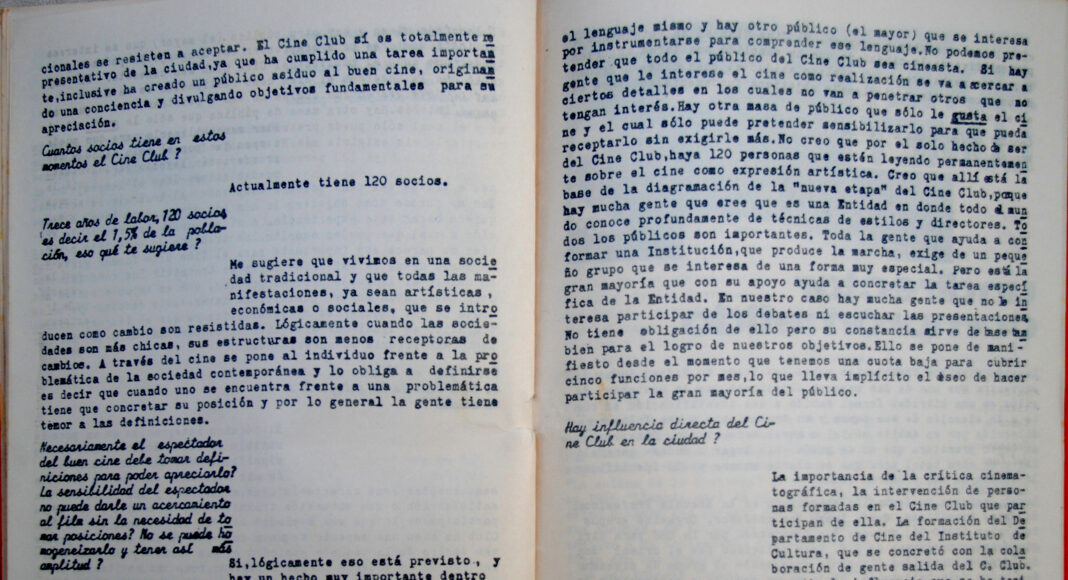 cionales se resisten a aceptar. El Cine Club sí es totalmente re
presentativo de la ciudad,ya que ha cumplido una tarea importan
te,inclusive ha creado un público asiduo al buen cine, originan
do una conciencia y divulgando objetivos fundamentales para su
apreciación.
Cuantos socios tiene en estos
momentos el Cine Club ?
Actualmente tiene 120 socios.
Trece años de labor, 120 socios
es decir el 1,5% de la pobla-
ción, eso qué te sugiere ?
Me sugiere que vivimos en una socie
dad tradicional y que todas las ma-
nifestaciones, ya sean artísticas ,
económicas o sociales, que se intro
ducen como cambio son resistidas. Lógicamente cuando las socie-
dades son más chicas, sus estructuras son menos receptoras de
cambios. A través del cine se pone al individuo frente a la pro
blemática de la sociedad contemporánea y lo obliga a definirse
es decir que cuando uno se encuentra frente a una problemática
tiene que concretar su posición y por lo general la gente tiene
temor a las definiciones.
Necesariamente el espectador
del buen cine debe tomar defi-
niciones para poder apreciarlo?
La sensibilidad del espectador
no puede darle un acercamiento
al film sin la necesidad de to
mar posiciones? No se puede ho
mogeneizarlo y tener así más
amplitud ?
Si,lógicamente eso está previsto , y
hay un hecho muy importante dentro
el lenguaje mismo y hay otro público (el mayor) que se interesa
por instrumentarse para comprender ese lenguaje.No podemos pre-
tender que todo el público del Cine Club sea cineasta. Si hay
gente que le interese el cine como realización se va a acercar a
ciertos detalles en los cuales no van a penetrar otros que no
tengan interés.Hay otra masa de público que sólo le gusta el ci
ne y el cual sólo puede pretender sensibilizarlo para que pueda
receptarlo sin exigirle más.No creo que por el solo hecho de ser
del Cine Club,haya 120 personas que estén leyendo permanentemen
te sobre el cine como expresión artística. Creo que allí está la
base de la diagramación de la "nueva etapa" del Cine Club,porque
hay mucha gente que cree que es una Entidad en donde todo el mun
do conoce profundamente de técnicas de estilos y directores. To
dos los públicos son importantes. Toda la gente que ayuda a con
formar una Institución,que produce la marcha, exige de un peque
ño grupo que se interesa de una forma muy especial. Pero está la
gran mayoría que con su apoyo ayuda a concretar la tarea especí
fica de la Entidad. En nuestro caso hay mucha gente que no le in
teresa participar de los debates ni escuchar las presentaciones.
No tiene obligación de ello pero su constancia sirve de base tam
bien para el logro de nuestros objetivos.Ello se pone de mani-
fiesto desde el momento que tenemos una cuota baja para cubrir
cinco funciones por mes,lo que lleva implícito el deseo de hacer
participar la gran mayoría del público.
Hay influencia directa del Ci-
ne Club en la ciudad ?
La importancia de la crítica cinema-
tográfica, la intervención de perso-
nas formadas en el Cine Club que par
ticipan de ella. La formación del De
partamento de Cine del Instituto de
Cultura, que se concretó con la cola
boración de gente salida del C. Club.